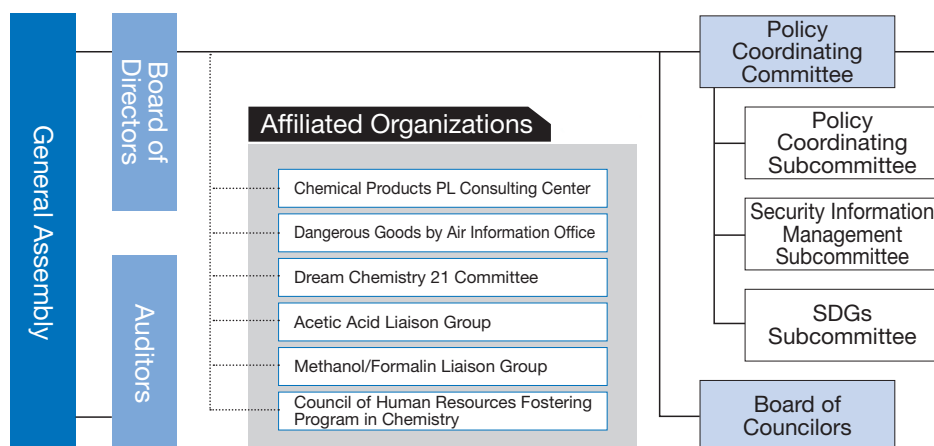 General Assembly
Board of
Directors
Auditors
Affiliated Organizations
Chemical Products PL Consulting Center
Dangerous Goods by Air Information Office
Dream Chemistry 21 Committee
Acetic Acid Liaison Group
Methanol/Formalin Liaison Group
Council of Human Resources Fostering
Program in Chemistry
Policy
Coordinating
Committee
Policy
Coordinating
Subcommittee
Security Information
Management
Subcommittee
SDGs
Subcommittee
Board of
Councilors